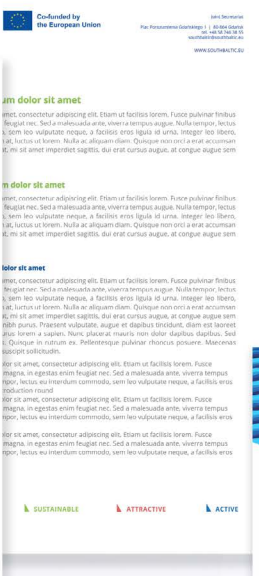 Co-funded by
the European Union
Joint Secretariat
Plac Porozumienia Gdańskiego 1 | 80-864 Gdańsk
tel. +48 58 746 38 55
southbaltic@southbaltic.eu
WWW.SOUTHBALTIC.EU
um dolor sit amet
amet, consectetur adipiscing elit. Etiam ut facilisis lorem. Fusce pulvinar finibus
feugiat nec. Sed a malesuada ante, viverra tempus augue. Nulla tempor, lectus
, sem leo vulputate neque, a facilisis eros ligula id urna. Integer leo libero,
at, luctus ut lorem. Nulla ac aliquam diam. Quisque non orci a erat accumsan
at, mi sit amet imperdiet sagittis, dui erat cursus augue, at congue augue sem
m dolor sit amet
amet, consectetur adipiscing elit. Etiam ut facilisis lorem. Fusce pulvinar finibus
feugiat nec. Sed a malesuada ante, viverra tempus augue. Nulla tempor, lectus
, sem leo vulputate neque, a facilisis eros ligula id urna. Integer leo libero,
at, luctus ut lorem. Nulla ac aliquam diam. Quisque non orci a erat accumsan
at, mi sit amet imperdiet sagittis, dui erat cursus augue, at congue augue sem
dolor sit amet
amet, consectetur adipiscing elit. Etiam ut facilisis lorem. Fusce pulvinar finibus
feugiat nec. Sed a malesuada ante, viverra tempus augue. Nulla tempor, lectus
, sem leo vulputate neque, a facilisis eros ligula id urna. Integer leo libero,
at, luctus ut lorem. Nulla ac aliquam diam. Quisque non orci a erat accumsan
at, mi sit amet imperdiet sagittis, dui erat cursus augue, at congue augue sem
nibh purus. Praesent vulputate, augue et dapibus tincidunt, diam est laoreet
urus lorem a sapien. Nunc placerat mauris non dolor dapibus dapibus. Sed
s. Quisque in rutrum ex. Pellentesque pulvinar rhoncus posuere. Maecenas
suscipit sollicitudin.
lor sit amet, consectetur adipiscing elit. Etiam ut facilisis lorem. Fusce
magna, in egestas enim feugiat nec. Sed a malesuada ante, viverra tempus
mpor, lectus eu interdum commodo, sem leo vulputate neque, a facilisis eros
troduction round
lor sit amet, consectetur adipiscing elit. Etiam ut facilisis lorem. Fusce
magna, in egestas enim feugiat nec. Sed a malesuada ante, viverra tempus
mpor, lectus eu interdum commodo, sem leo vulputate neque, a facilisis eros
lor sit amet, consectetur adipiscing elit. Etiam ut facilisis lorem. Fusce
magna, in egestas enim feugiat nec. Sed a malesuada ante, viverra tempus
mpor, lectus eu interdum commodo, sem leo vulputate neque, a facilisis eros
SUSTAINABLE
ATTRACTIVE
ACTIVE